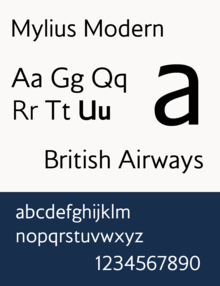 Mylius Modern
Aa Gg Qq
Rr Tt Uu
a
British Airways
abcdefghijklm
nopqrstuvwxyz
1234567890